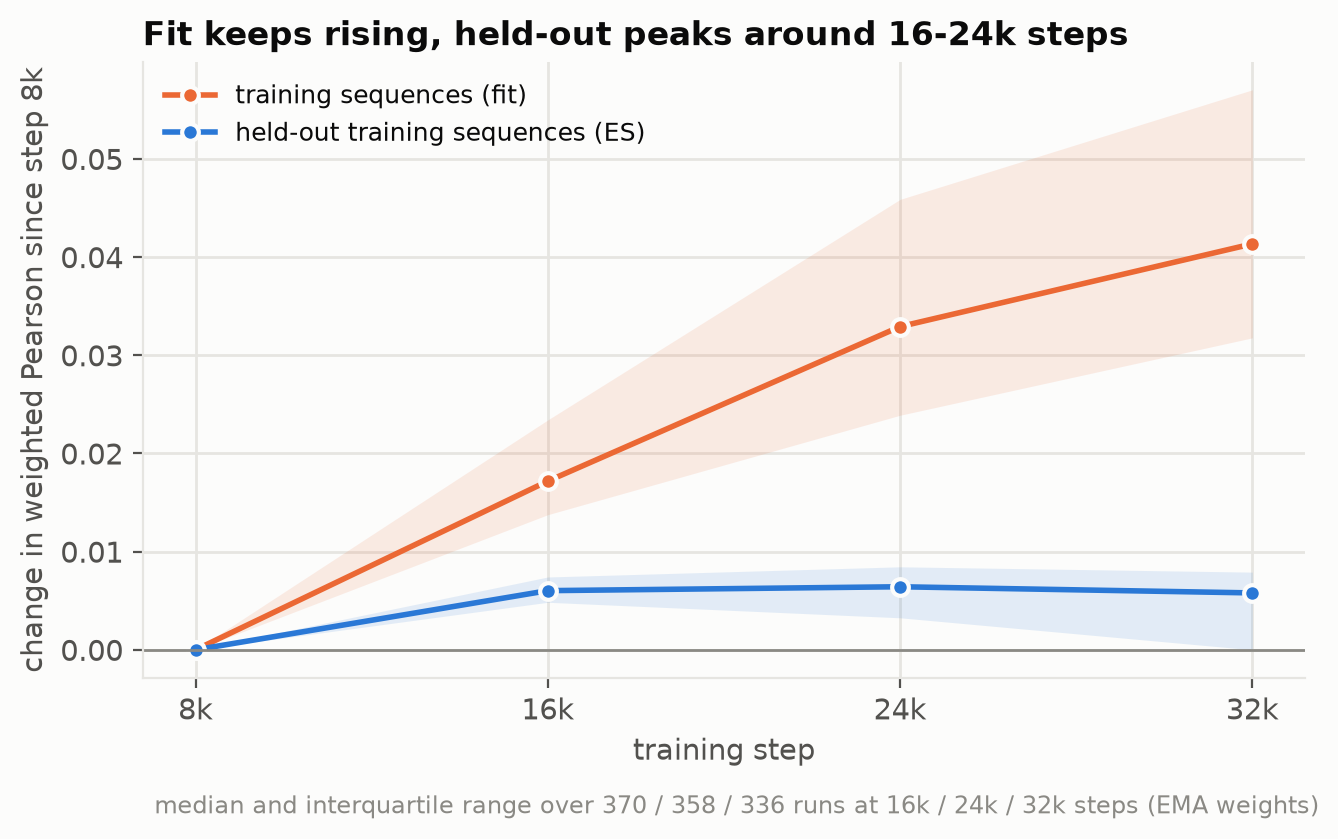 Fit keeps rising, held-out peaks around 16-24k steps
training sequences (fit)
held-out training sequences (ES)
change in weighted Pearson since step 8k
0.05
0.04
0.03
0.02
0.01
0.00
8k
16k
24k
32k
training step
median and interquartile range over 370 / 358 / 336 runs at 16k / 24k / 32k steps (EMA weights)